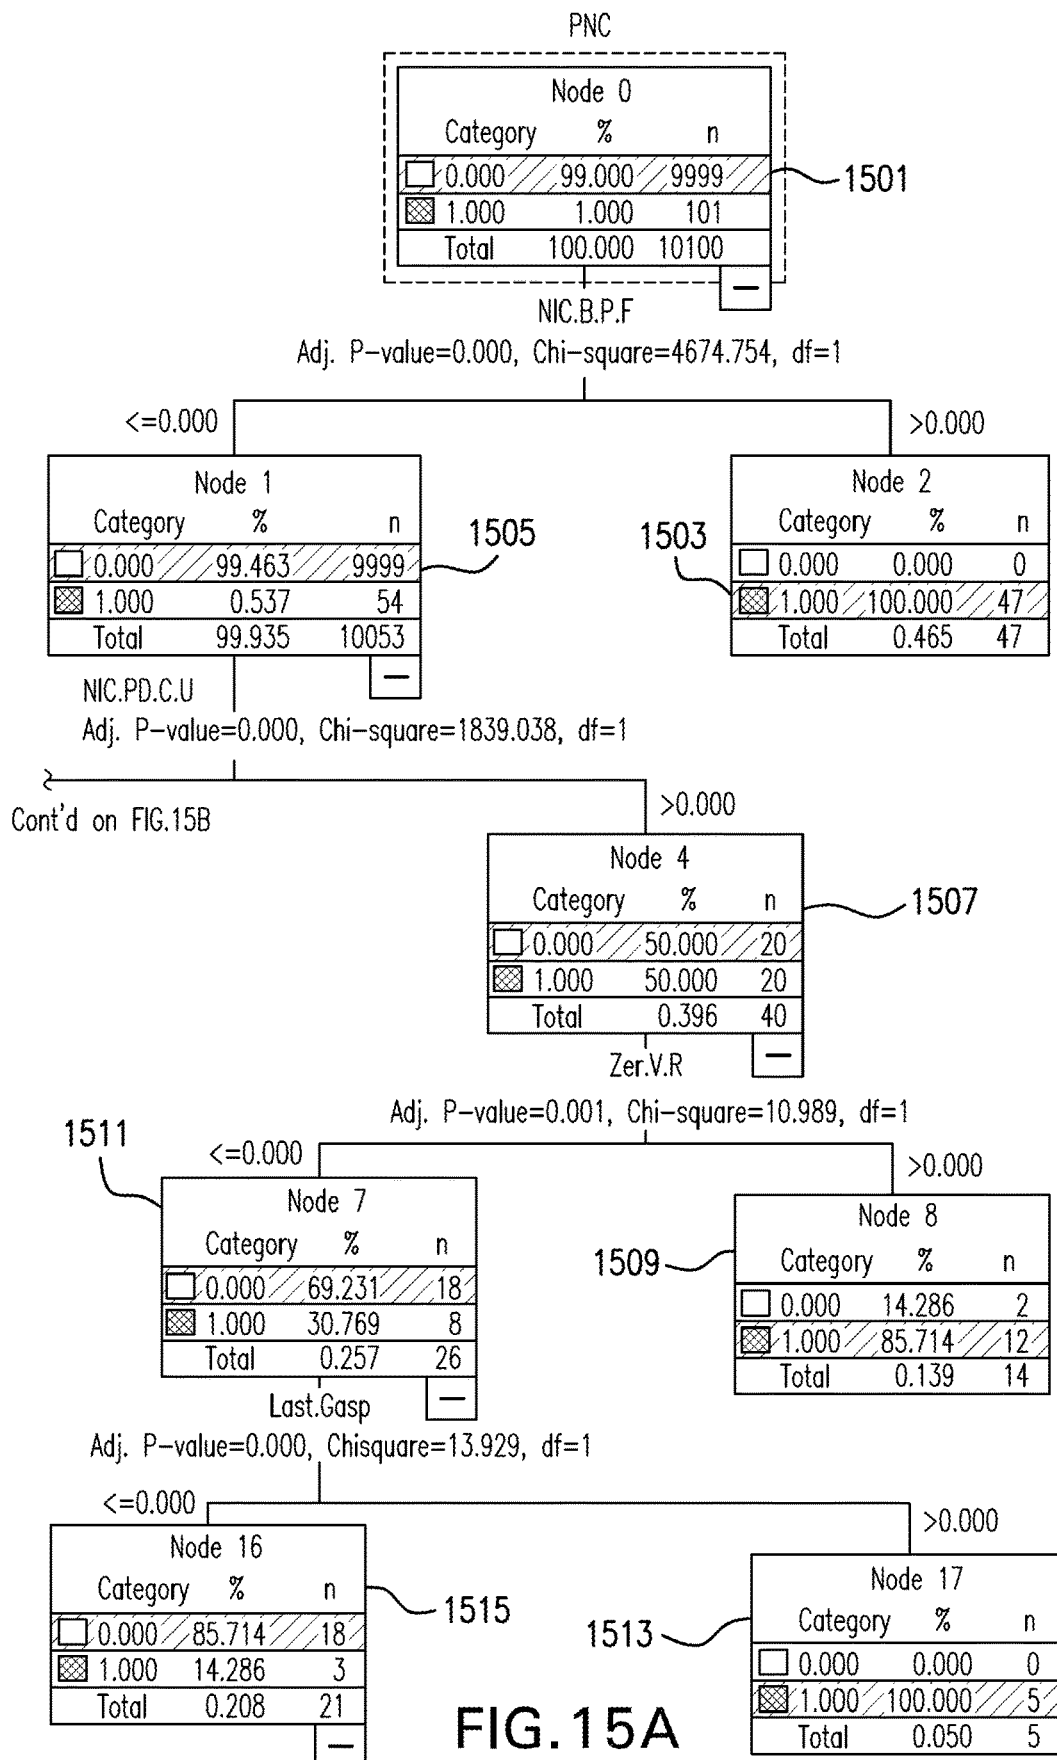 PNC
Node 0
Category % n
0.000 99.000 9999
1501
1.000 1.000 101
Total 100.000 10100
NIC.B.P.F
Adj. P-value=0.000, Chi-square=4674.754, df=1
<=0.000
>0.000
Node 1
Category % n
0.000 99.463 9999
1.000 0.537 54
Total 99.935 10053
1505
Node 2
Category % n
0.000 0.000 0
1.000 100.000 47
Total 0.465 47
1503
NIC.PD.C.U
Adj. P-value=0.000, Chi-square=1839.038, df=1
Cont'd on FIG.15B
>0.000
Node 4
Category % n
0.000 50.000 20
1.000 50.000 20
Total 0.396 40
1507
Zer.V.R
Adj. P-value=0.001, Chi-square=10.989, df=1
1511
<=0.000
>0.000
Node 7
Category % n
0.000 69.231 18
1.000 30.769 8
Total 0.257 26
Node 8
Category % n
0.000 14.286 2
1.000 85.714 12
Total 0.139 14
1509
Last.Gasp
Adj. P-value=0.000, Chisquare=13.929, df=1
<=0.000
>0.000
Node 16
Category % n
0.000 85.714 18
1.000 14.286 3
Total 0.208 21
1515
Node 17
Category % n
0.000 0.000 0
1.000 100.000 5
Total 0.050 5
1513
FIG.15A